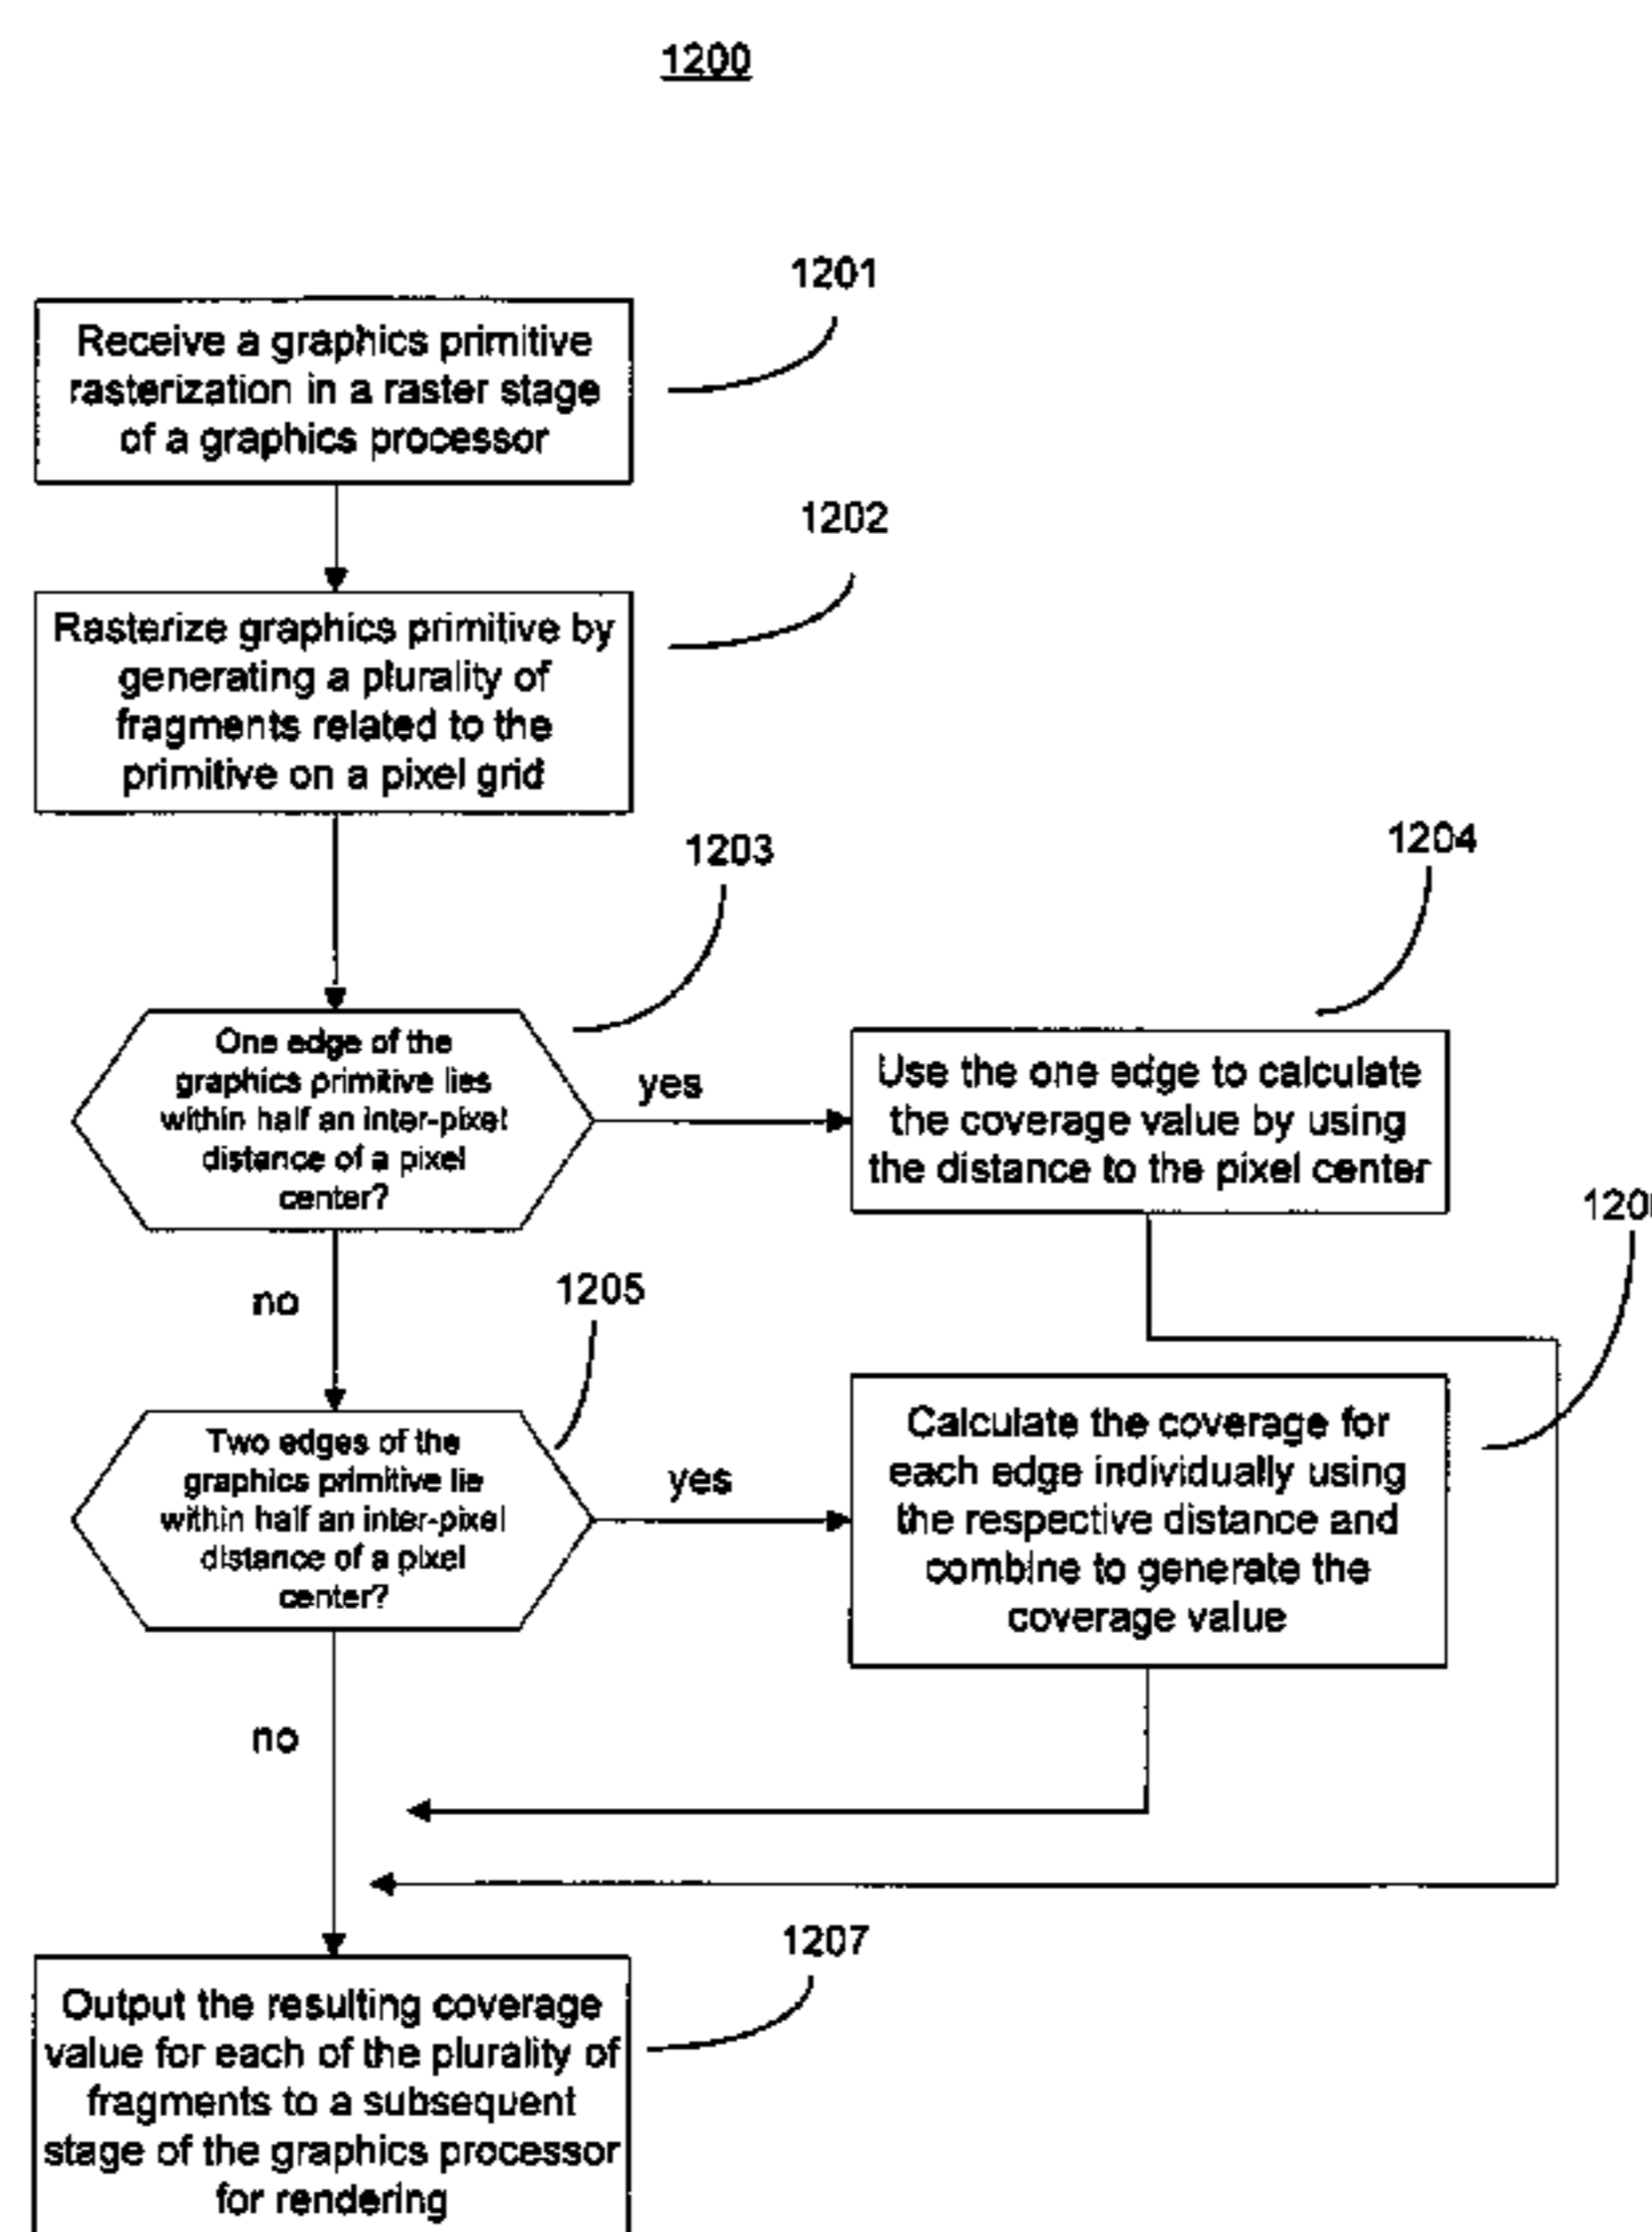 1200
1201
Receive a graphics primitive
rasterization in a raster stage
of a graphics processor
1202
Rasterize graphics primitive by
generating a plurality of
fragments related to the
primitive on a pixel grid
1203
One edge of the
graphics primitive lies
within half an inter-pixel
distance of a pixel
center?
yes
no
1204
Use the one edge to calculate
the coverage value by using
the distance to the pixel center
1205
Two edges of the
graphics primitive lie
within half an inter-pixel
distance of a pixel
center?
yes
no
Calculate the coverage for
each edge individually using
the respective distance and
combine to generate the
coverage value
1207
Output the resulting coverage
value for each of the plurality of
fragments to a subsequent
stage of the graphics processor
for rendering